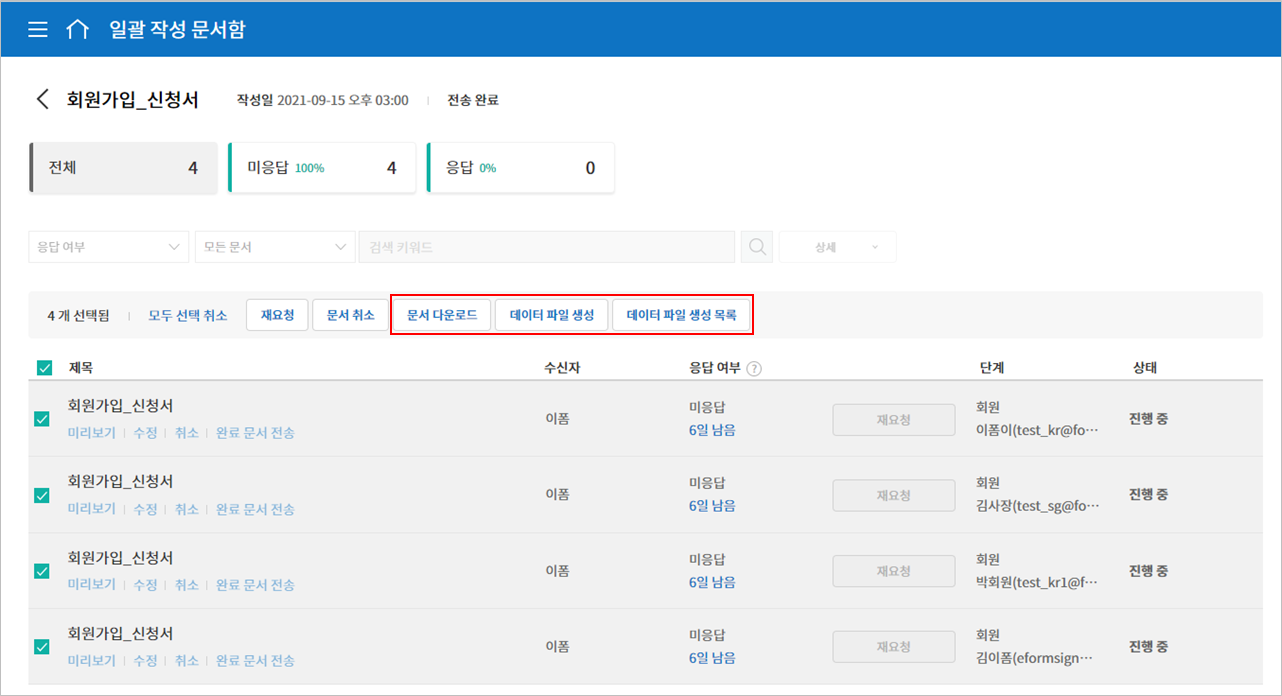 일괄 작성 문서함
회원가입_신청서 작성일 2021-09-15 오후 03:00 전송 완료
전체 4 미응답 100% 4 응답 0% 0
응답 여부 모든 문서 검색 키워드 상세
4 개 선택됨 모두 선택 취소 재요청 문서 취소 문서 다운로드 데이터 파일 생성 데이터 파일 생성 목록
제목 수신자 응답 여부 ? 단계 상태
회원가입_신청서 이폼 미응답 재요청 회원 진행 중
미리보기 수정 취소 완료 문서 전송 6일 남음 이폼이(test_kr@fo…
회원가입_신청서 이폼 미응답 재요청 회원 진행 중
미리보기 수정 취소 완료 문서 전송 6일 남음 김사장(test_sg@fo…
회원가입_신청서 이폼 미응답 재요청 회원 진행 중
미리보기 수정 취소 완료 문서 전송 6일 남음 박회원(test_kr1@f…
회원가입_신청서 이폼 미응답 재요청 회원 진행 중
미리보기 수정 취소 완료 문서 전송 6일 남음 김이폼(eformsign…